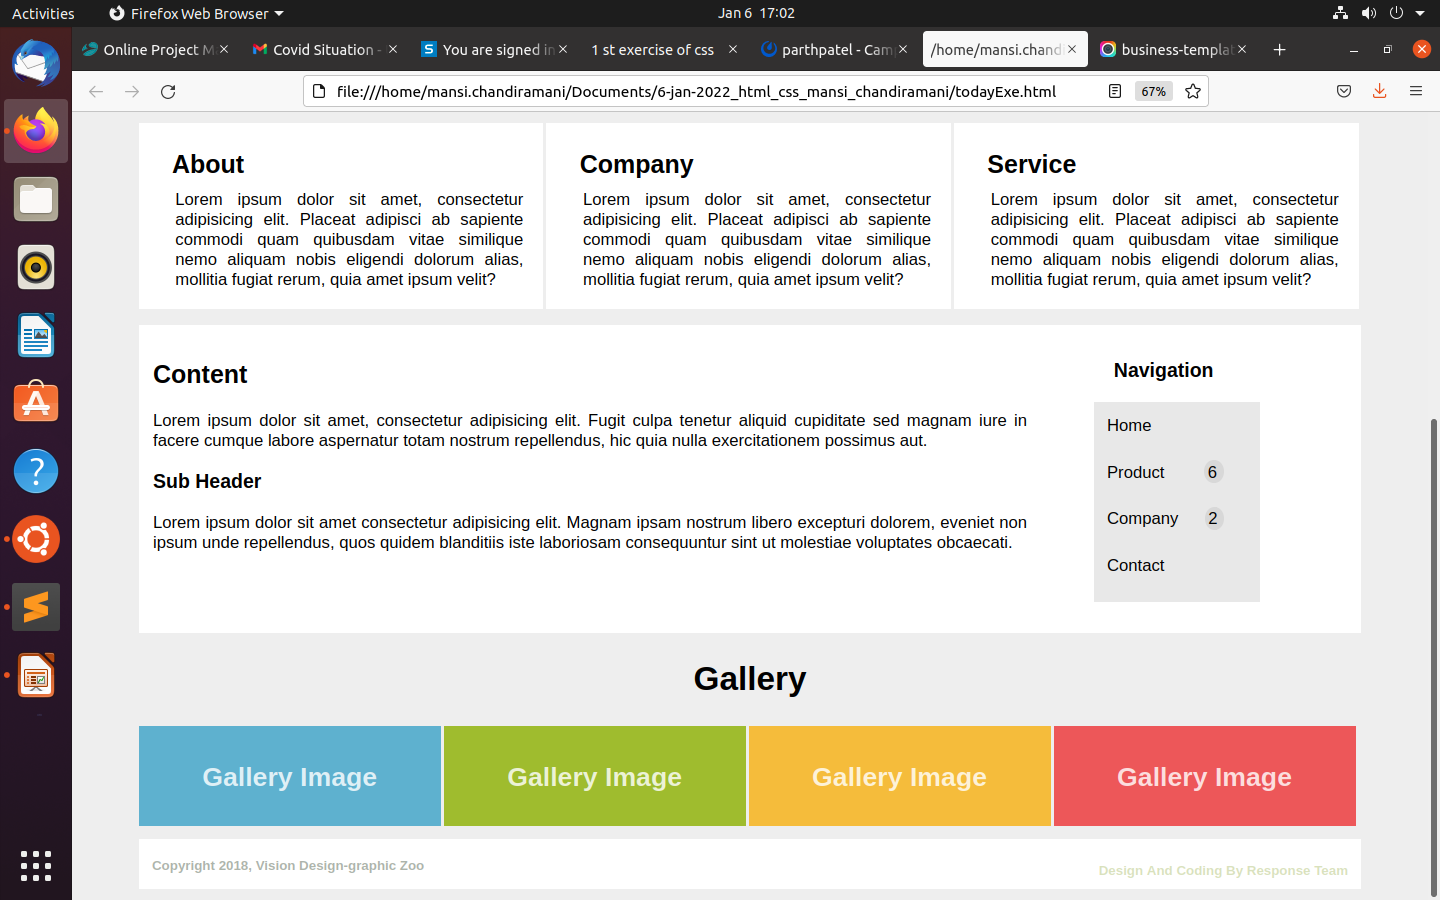 Activities
Firefox Web Browser
Jan 6 17:02
Online Project M
Covid Situation -
You are signed in
1 st exercise of css
parthpatel - Cam
/home/mansi.chand
business-templat
file:///home/mansi.chandiramani/Documents/6-jan-2022_html_css_mansi_chandiramani/todayExe.html
67%
About
Lorem ipsum dolor sit amet, consectetur
adipisicing elit. Placeat adipisci ab sapiente
commodi quam quibusdam vitae similique
nemo aliquam nobis eligendi dolorum alias,
mollitia fugiat rerum, quia amet ipsum velit?
Company
Lorem ipsum dolor sit amet, consectetur
adipisicing elit. Placeat adipisci ab sapiente
commodi quam quibusdam vitae similique
nemo aliquam nobis eligendi dolorum alias,
mollitia fugiat rerum, quia amet ipsum velit?
Service
Lorem ipsum dolor sit amet, consectetur
adipisicing elit. Placeat adipisci ab sapiente
commodi quam quibusdam vitae similique
nemo aliquam nobis eligendi dolorum alias,
mollitia fugiat rerum, quia amet ipsum velit?
Content
Lorem ipsum dolor sit amet, consectetur adipisicing elit. Fugit culpa tenetur aliquid cupiditate sed magnam iure in
facere cumque labore aspernatur totam nostrum repellendus, hic quia nulla exercitationem possimus aut.
Sub Header
Lorem ipsum dolor sit amet consectetur adipisicing elit. Magnam ipsam nostrum libero excepturi dolorem, eveniet non
ipsum unde repellendus, quos quidem blanditiis iste laboriosam consequuntur sint ut molestiae voluptates obcaecati.
Navigation
Home
Product 6
Company 2
Contact
Gallery
Gallery Image
Gallery Image
Gallery Image
Gallery Image
Copyright 2018, Vision Design-graphic Zoo
Design And Coding By Response Team